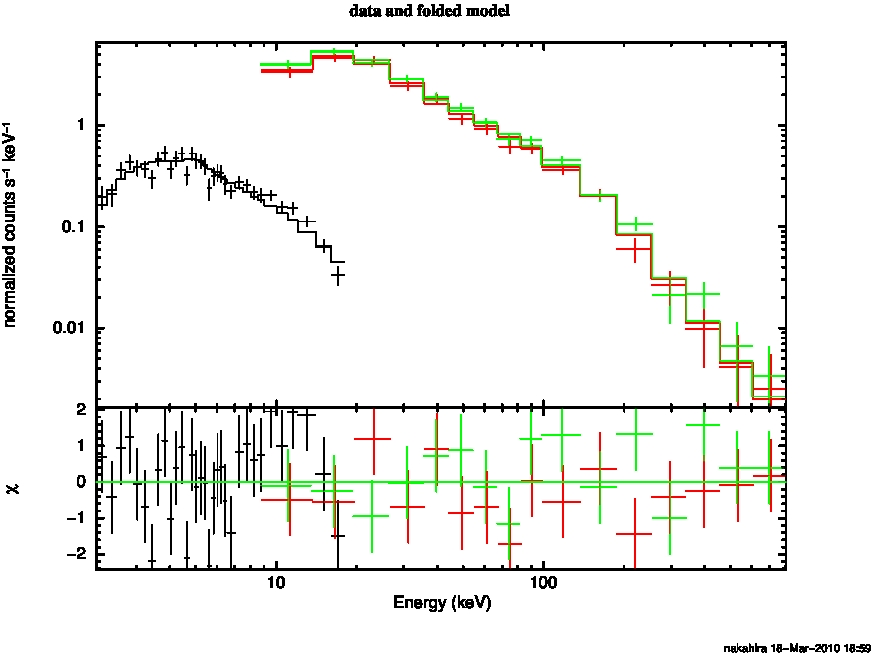 data and folded model
normalized counts s⁻¹ keV⁻¹
1
0.1
0.01
χ
2
1
0
−1
−2
10
100
Energy (keV)
nakahira 18−Mar−2010 18:59